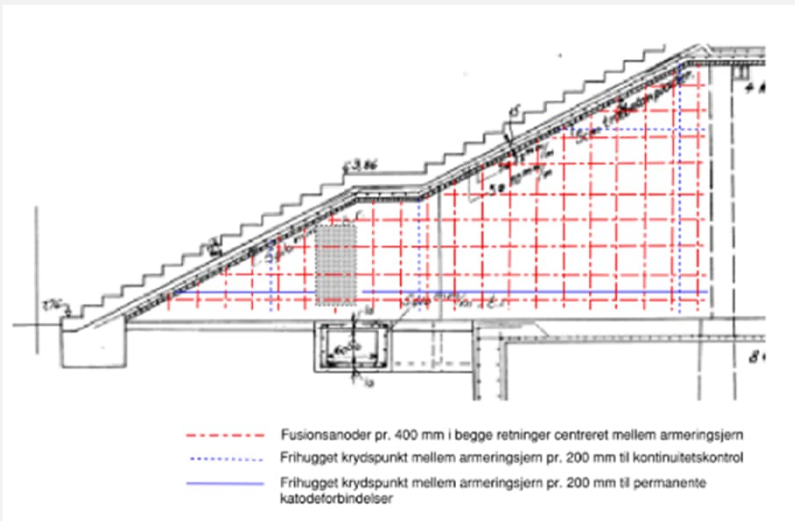 63,86
Fusionsanoder pr. 400 mm i begge retninger centreret mellem armeringsjern
Frihugget krydspunkt mellem armeringsjern pr. 200 mm til kontinuitetskontrol
Frihugget krydspunkt mellem armeringsjern pr. 200 mm til permanente
katodeforbindelser